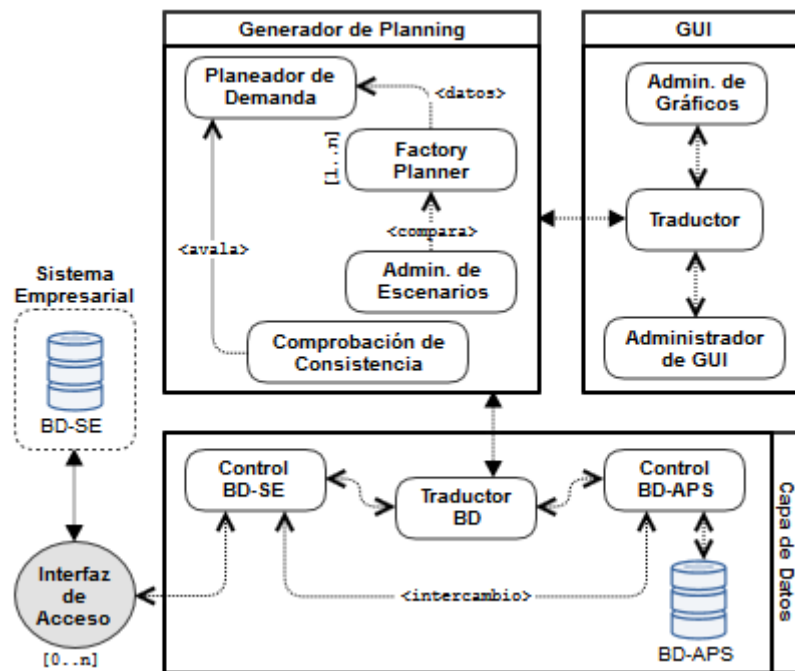 Generador de Planning
Planeador de
Demanda
<datos>
[1..n]
Factory
Planner
<compara>
<avala>
Admin. de
Escenarios
Comprobación de
Consistencia
GUI
Admin. de
Gráficos
Traductor
Administrador
de GUI
Sistema
Empresarial
BD-SE
Interfaz
de
Acceso
[0..n]
Control
BD-SE
Traductor
BD
Control
BD-APS
<intercambio>
BD-APS
Capa de Datos